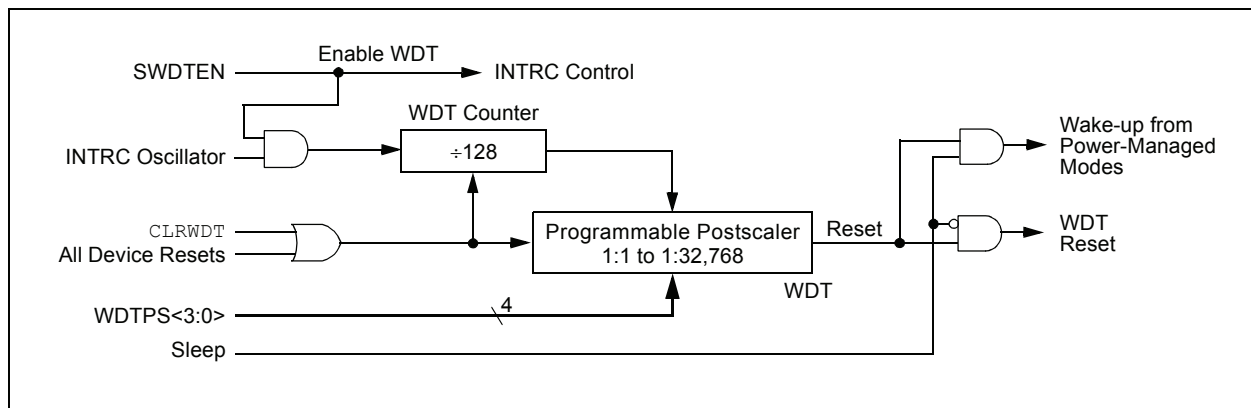 Enable WDT
SWDTEN
INTRC Control
WDT Counter
INTRC Oscillator
÷128
Wake-up from
Power-Managed
Modes
CLRWDT
All Device Resets
Programmable Postscaler
1:1 to 1:32,768
Reset
WDT
Reset
WDT
WDTPS<3:0>
4
Sleep